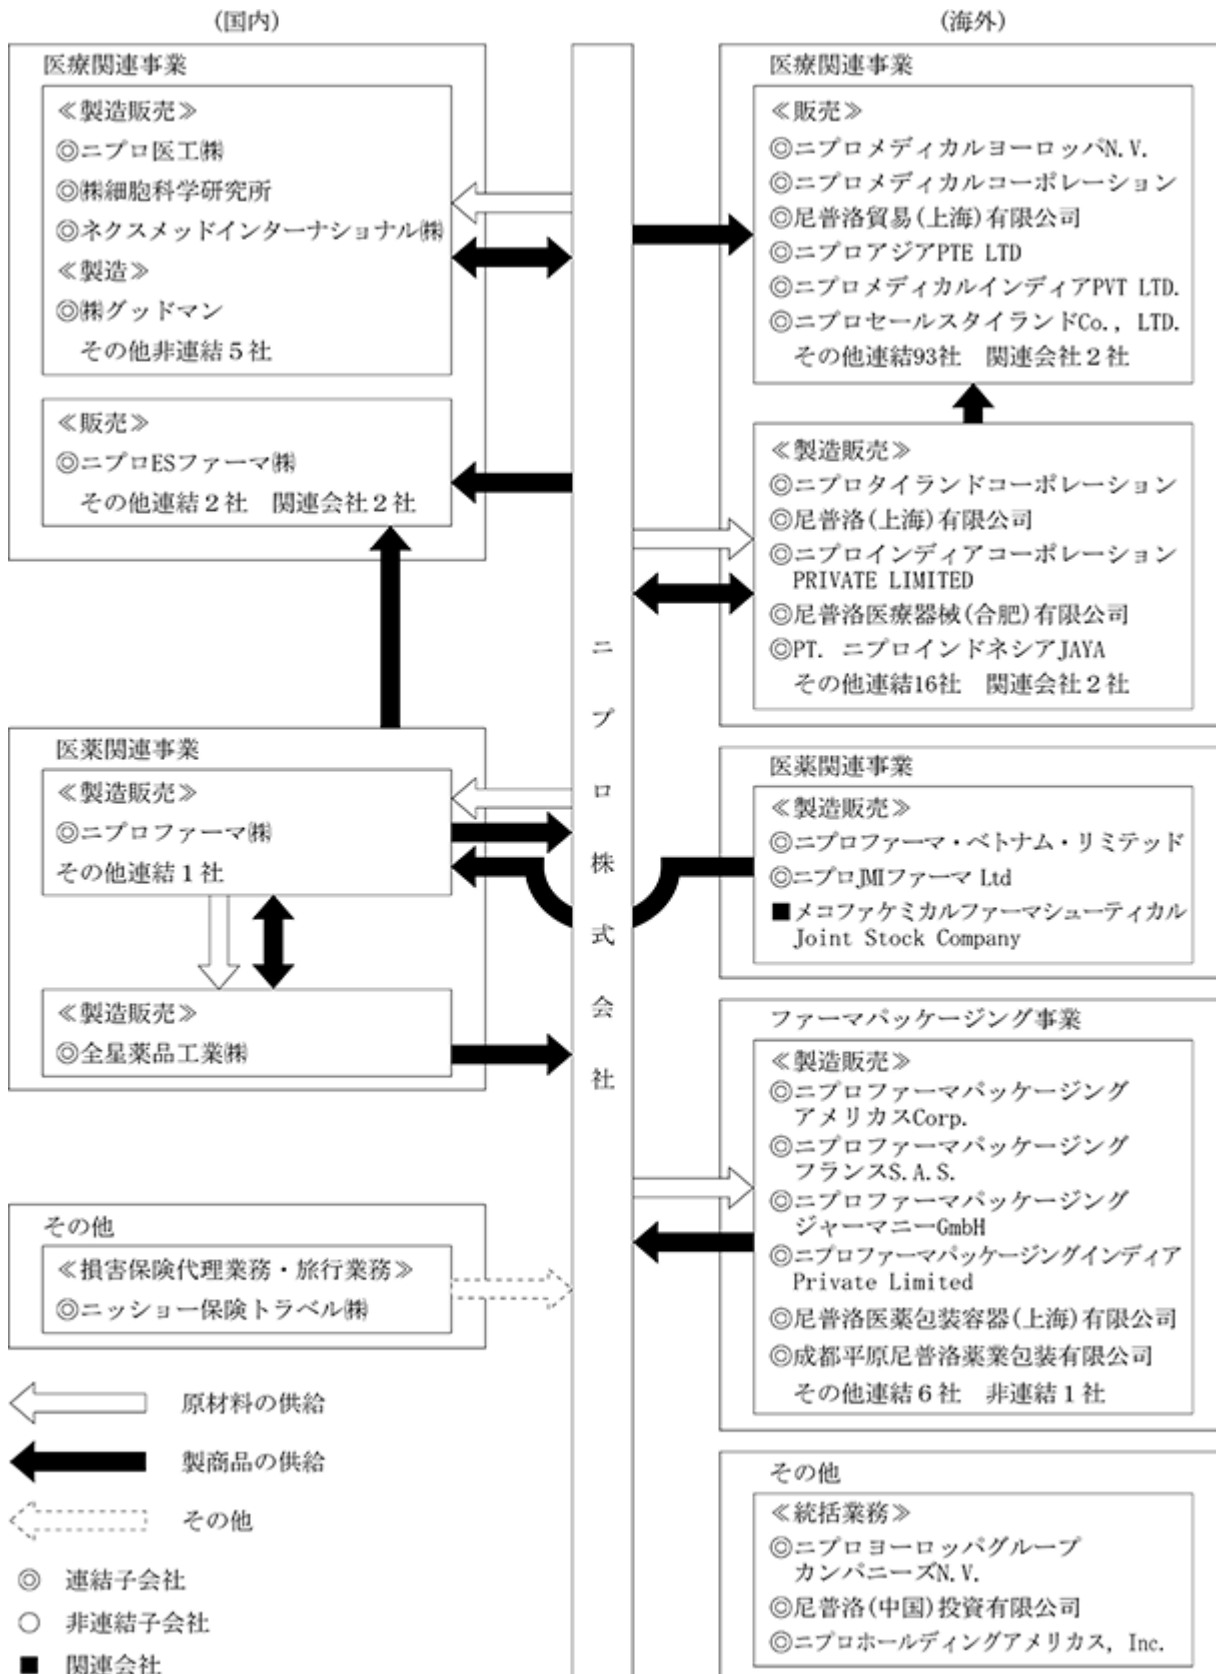 (国内)
医療関連事業
≪製造販売≫
◎ニプロ医工㈱
◎㈱細胞科学研究所
◎ネクスメッドインターナショナル㈱
≪製造≫
◎㈱グッドマン
その他非連結５社
≪販売≫
◎ニプロESファーマ㈱
その他連結２社　関連会社２社
医薬関連事業
≪製造販売≫
◎ニプロファーマ㈱
その他連結１社
≪製造販売≫
◎全星薬品工業㈱
その他
≪損害保険代理業務・旅行業務≫
◎ニッショー保険トラベル㈱
原材料の供給
製商品の供給
その他
◎　連結子会社
○　非連結子会社
■　関連会社
ニプロ株式会社
(海外)
医療関連事業
≪販売≫
◎ニプロメディカルヨーロッパN.V.
◎ニプロメディカルコーポレーション
◎尼普洛貿易(上海)有限公司
◎ニプロアジアPTE LTD
◎ニプロメディカルインディアPVT LTD.
◎ニプロセールスタイランドCo., LTD.
その他連結93社　関連会社２社
≪製造販売≫
◎ニプロタイランドコーポレーション
◎尼普洛(上海)有限公司
◎ニプロインディアコーポレーション
PRIVATE LIMITED
◎尼普洛医療器械(合肥)有限公司
◎PT. ニプロインドネシアJAYA
その他連結16社　関連会社２社
医薬関連事業
≪製造販売≫
◎ニプロファーマ・ベトナム・リミテッド
◎ニプロJMIファーマ Ltd
■メコファケミカルファーマシューティカル
Joint Stock Company
ファーマパッケージング事業
≪製造販売≫
◎ニプロファーマパッケージング
アメリカスCorp.
◎ニプロファーマパッケージング
フランスS.A.S.
◎ニプロファーマパッケージング
ジャーマニーGmbH
◎ニプロファーマパッケージングインディア
Private Limited
◎尼普洛医薬包装容器(上海)有限公司
◎成都平原尼普洛薬業包装有限公司
その他連結６社　非連結１社
その他
≪統括業務≫
◎ニプロヨーロッパグループ
カンパニーズN.V.
◎尼普洛(中国)投資有限公司
◎ニプロホールディングアメリカス, Inc.